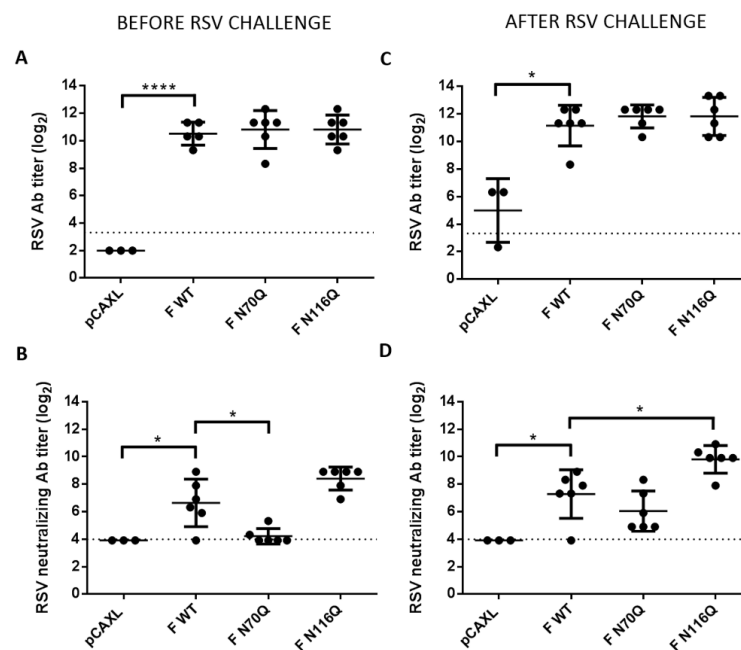 BEFORE RSV CHALLENGE
AFTER RSV CHALLENGE
A
RSV Ab titer (log2)
14
12
10
8
6
4
2
0
****
pCAXL
F WT
F N70Q
F N116Q
C
RSV Ab titer (log2)
14
12
10
8
6
4
2
0
*
pCAXL
F WT
F N70Q
F N116Q
B
RSV neutralizing Ab titer (log2)
14
12
10
8
6
4
2
0
*
*
pCAXL
F WT
F N70Q
F N116Q
D
RSV neutralizing Ab titer (log2)
14
12
10
8
6
4
2
0
*
*
pCAXL
F WT
F N70Q
F N116Q